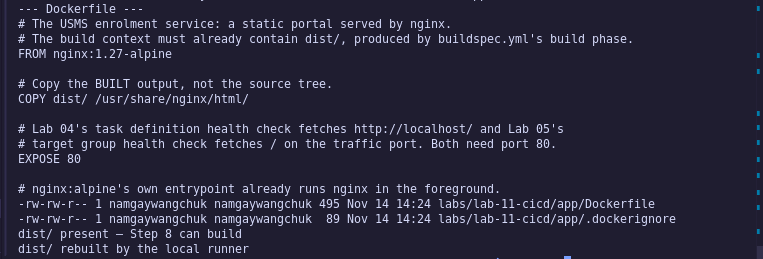 --- Dockerfile ---
# The USMS enrolment service: a static portal served by nginx.
# The build context must already contain dist/, produced by buildspec.yml's build phase.
FROM nginx:1.27-alpine
# Copy the BUILT output, not the source tree.
COPY dist/ /usr/share/nginx/html/
# Lab 04's task definition health check fetches http://localhost/ and Lab 05's
# target group health check fetches / on the traffic port. Both need port 80.
EXPOSE 80
# nginx:alpine's own entrypoint already runs nginx in the foreground.
-rw-rw-r-- 1 namgaywangchuk namgaywangchuk 495 Nov 14 14:24 labs/lab-11-cicd/app/Dockerfile
-rw-rw-r-- 1 namgaywangchuk namgaywangchuk  89 Nov 14 14:24 labs/lab-11-cicd/app/.dockerignore
dist/ present — Step 8 can build
dist/ rebuilt by the local runner